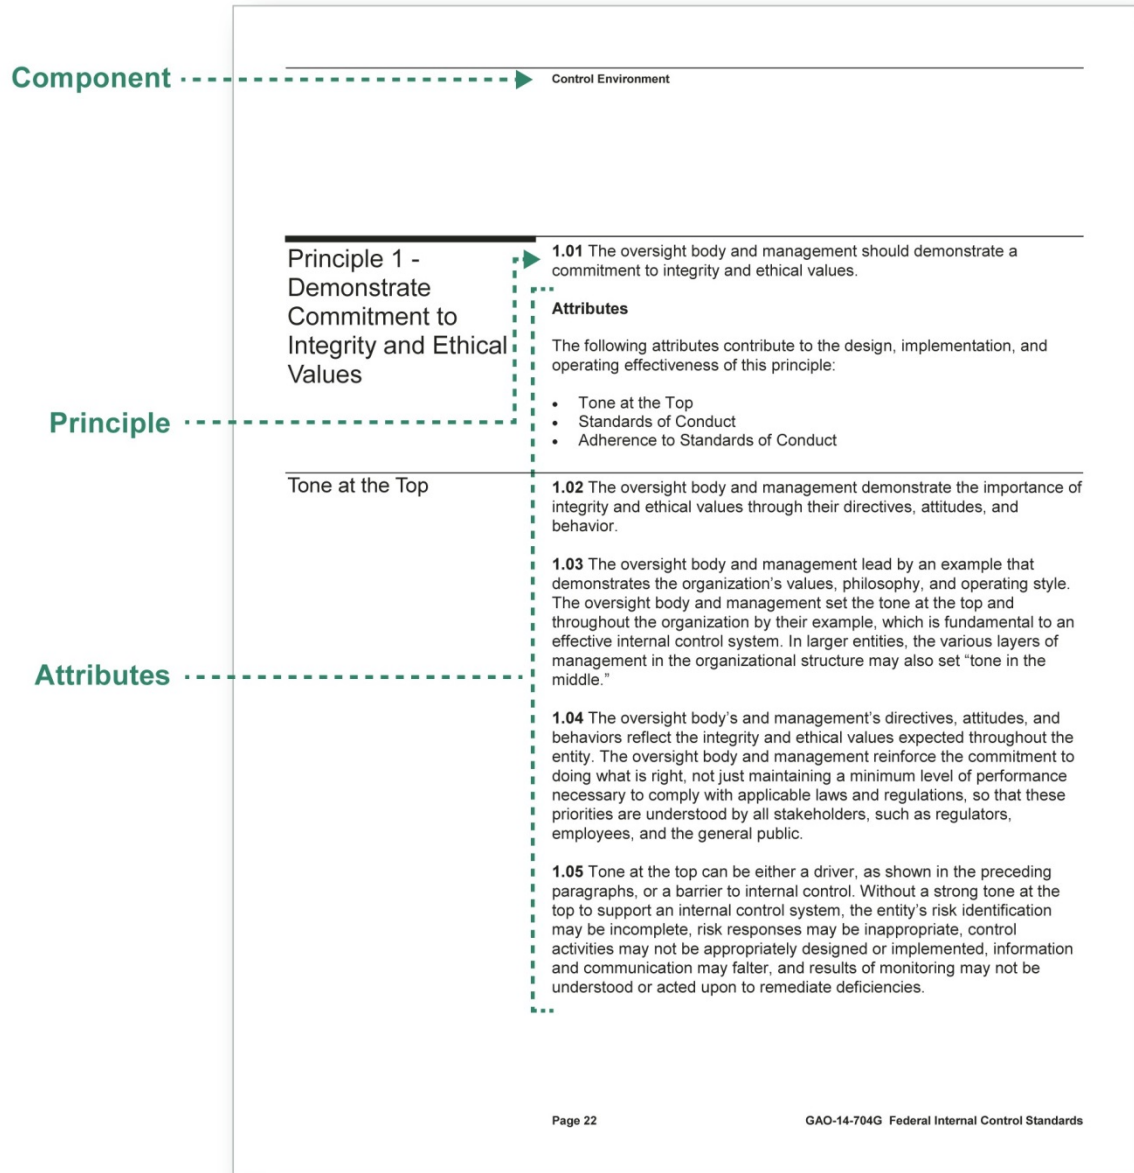 Component
Control Environment
Principle 1 -
Demonstrate
Commitment to
Integrity and Ethical
Values
1.01 The oversight body and management should demonstrate a
commitment to integrity and ethical values.
Attributes
The following attributes contribute to the design, implementation, and
operating effectiveness of this principle:
• Tone at the Top
• Standards of Conduct
• Adherence to Standards of Conduct
Principle
Tone at the Top
1.02 The oversight body and management demonstrate the importance of
integrity and ethical values through their directives, attitudes, and
behavior.
1.03 The oversight body and management lead by an example that
demonstrates the organization's values, philosophy, and operating style.
The oversight body and management set the tone at the top and
throughout the organization by their example, which is fundamental to an
effective internal control system. In larger entities, the various layers of
management in the organizational structure may also set “tone in the
middle.”
Attributes
1.04 The oversight body's and management's directives, attitudes, and
behaviors reflect the integrity and ethical values expected throughout the
entity. The oversight body and management reinforce the commitment to
doing what is right, not just maintaining a minimum level of performance
necessary to comply with applicable laws and regulations, so that these
priorities are understood by all stakeholders, such as regulators,
employees, and the general public.
1.05 Tone at the top can be either a driver, as shown in the preceding
paragraphs, or a barrier to internal control. Without a strong tone at the
top to support an internal control system, the entity's risk identification
may be incomplete, risk responses may be inappropriate, control
activities may not be appropriately designed or implemented, information
and communication may falter, and results of monitoring may not be
understood or acted upon to remediate deficiencies.
Page 22
GAO-14-704G Federal Internal Control Standards